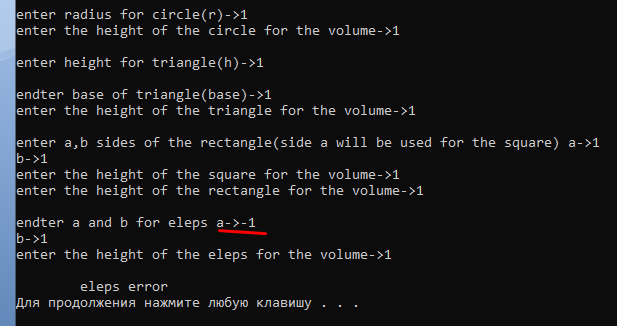 enter radius for circle(r)->1
enter the height of the circle for the volume->1
enter height for triangle(h)->1
endter base of triangle(base)->1
enter the height of the triangle for the volume->1
enter a,b sides of the rectangle(side a will be used for the square) a->1
b->1
enter the height of the square for the volume->1
enter the height of the rectangle for the volume->1
endter a and b for eleps a->-1
b->1
enter the height of the eleps for the volume->1
eleps error
Для продолжения нажмите любую клавишу . . .